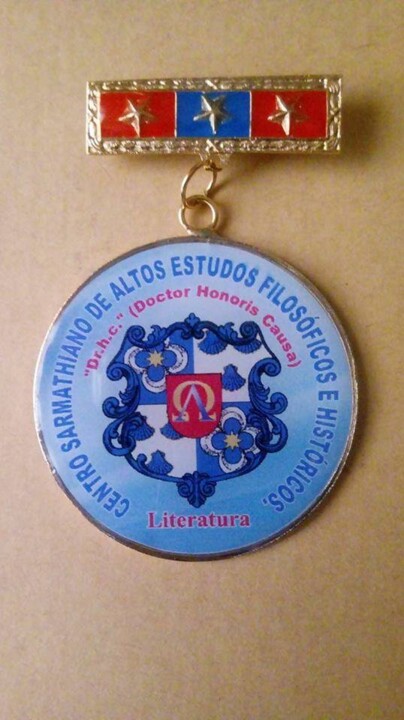 CENTRO SARMATHIANO DE ALTOS ESTUDOS FILOSÓFICOS E HISTÓRICOS.
"Dr.h.c." (Doctor Honoris Causa)
Literatura